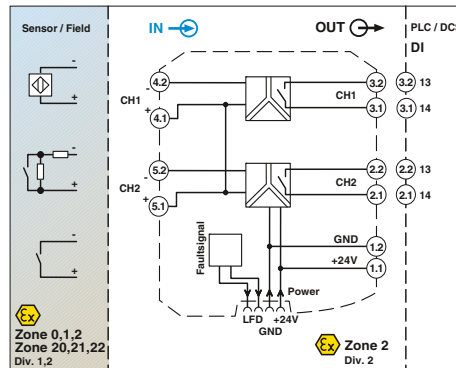 Sensor / Field
IN
OUT
PLC / DCS
DI
-
+
-
+
-
+
4.2
-
CH1
+
4.1
3.2
CH1
3.1
3.2 13
3.1 14
5.2
-
CH2
+
5.1
2.2
CH2
2.1
2.2 13
2.1 14
Faultsignal
GND
1.2
+24V
1.1
Power
LFD
+24V
GND
Ex
Zone 0,1,2
Zone 20,21,22
Div. 1,2
Ex
Zone 2
Div. 2